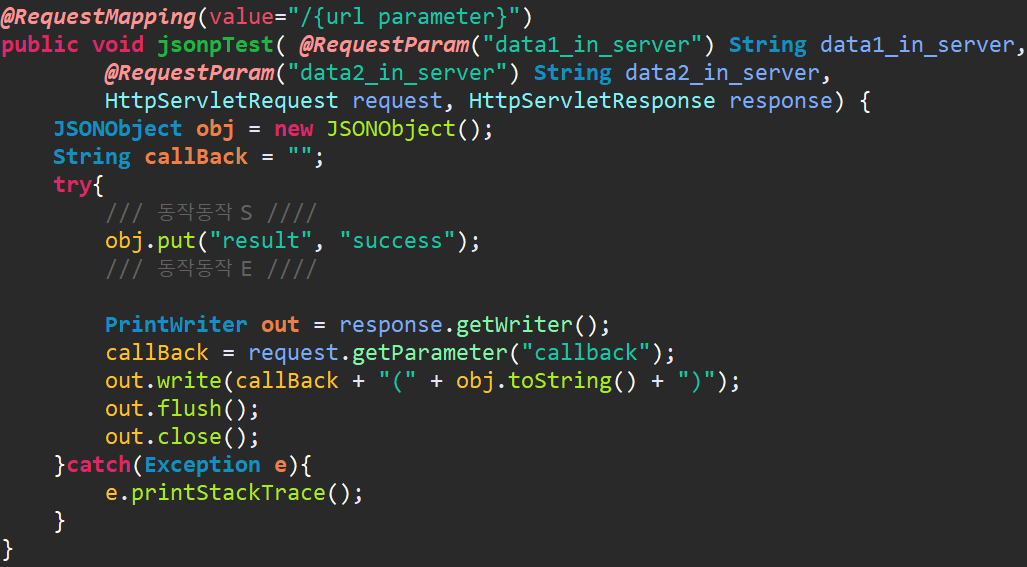 @RequestMapping(value="/{url parameter}")
public void jsonpTest( @RequestParam("data1_in_server") String data1_in_server,
        @RequestParam("data2_in_server") String data2_in_server,
        HttpServletRequest request, HttpServletResponse response) {
    JSONObject obj = new JSONObject();
    String callBack = "";
    try{
        /// 동작동작 S ////
        obj.put("result", "success");
        /// 동작동작 E ////

        PrintWriter out = response.getWriter();
        callBack = request.getParameter("callback");
        out.write(callBack + "(" + obj.toString() + ")");
        out.flush();
        out.close();
    }catch(Exception e){
        e.printStackTrace();
    }
}